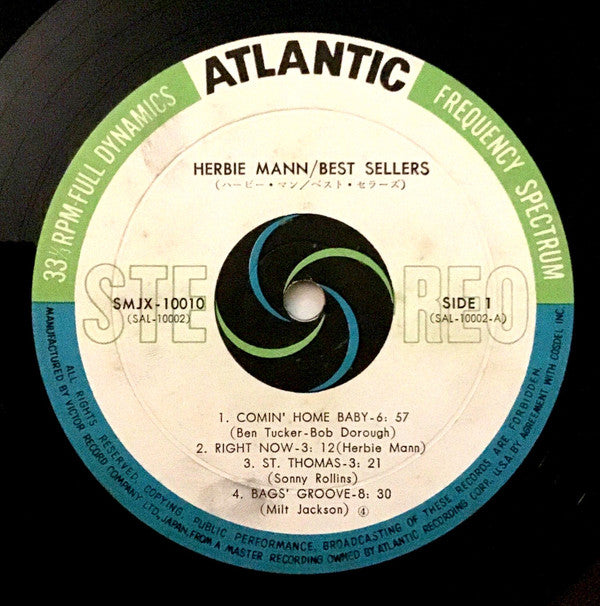 ATLANTIC
33⅓RPM-FULL DYNAMICS
FREQUENCY SPECTRUM
HERBIE MANN/BEST SELLERS
(ハービー・マン/ベスト・セラーズ)
STEREO
SMJX-10010
(SAL-10002)
SIDE 1
(SAL-10002-A)
1. COMIN' HOME BABY-6: 57
(Ben Tucker-Bob Dorough)
2. RIGHT NOW-3: 12(Herbie Mann)
3. ST. THOMAS-3: 21
(Sonny Rollins)
4. BAGS' GROOVE-8: 30
(Milt Jackson) ④
ALL RIGHTS RESERVED. COPYING, PUBLIC PERFORMANCE, BROADCASTING OF THESE RECORDS ARE FORBIDDEN.
MANUFACTURED BY VICTOR RECORD COMPANY, LTD., JAPAN, FROM A MASTER RECORDING OWNED BY ATLANTIC RECORDING CORP. U.S.A. BY AGREEMENT WITH COSDEL INC.